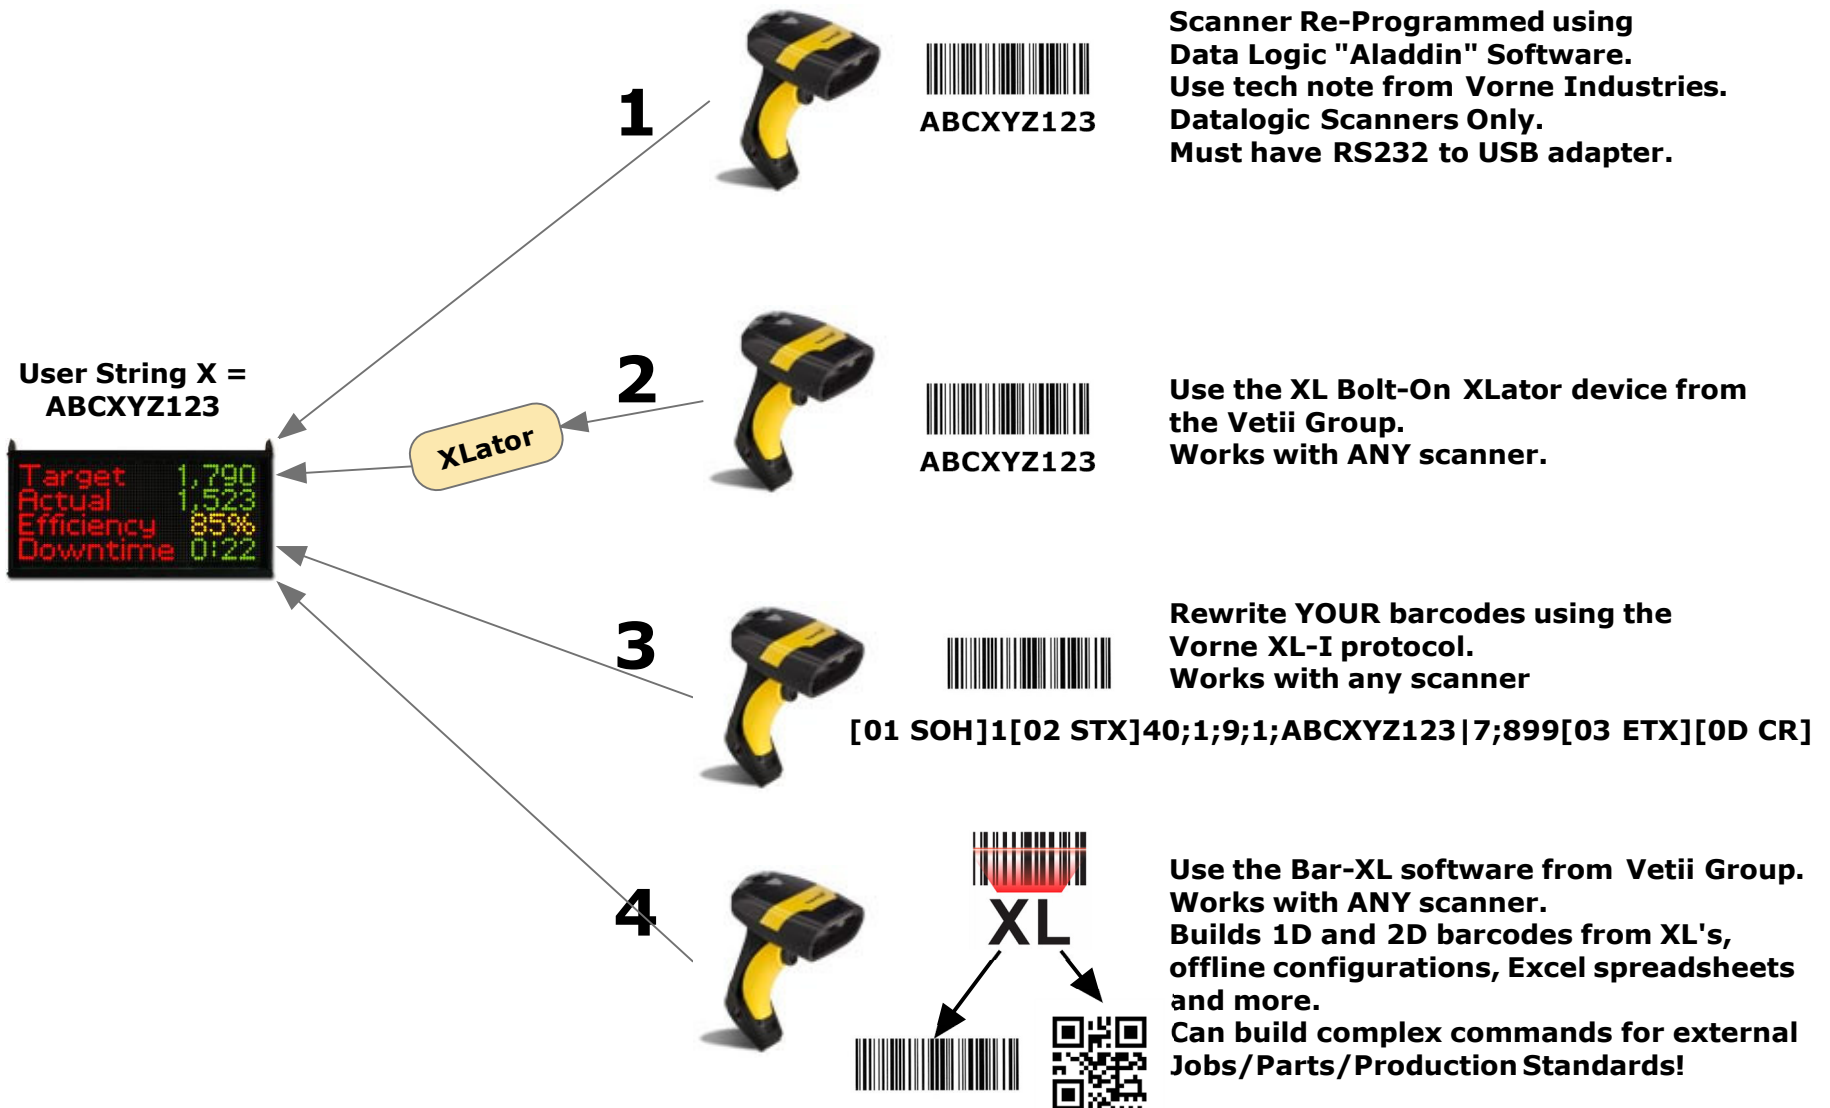 1
ABCXYZ123
Scanner Re-Programmed using
Data Logic "Aladdin" Software.
Use tech note from Vorne Industries.
Datalogic Scanners Only.
Must have RS232 to USB adapter.
User String X =
ABCXYZ123
Target 1,790
Actual 1,523
Efficiency 85%
Downtime 0:22
2
XLator
ABCXYZ123
Use the XL Bolt-On XLator device from
the Vetii Group.
Works with ANY scanner.
3
Rewrite YOUR barcodes using the
Vorne XL-I protocol.
Works with any scanner
[01 SOH]1[02 STX]40;1;9;1;ABCXYZ123|7;899[03 ETX][0D CR]
4
XL
Use the Bar-XL software from Vetii Group.
Works with ANY scanner.
Builds 1D and 2D barcodes from XL's,
offline configurations, Excel spreadsheets
and more.
Can build complex commands for external
Jobs/Parts/Production Standards!